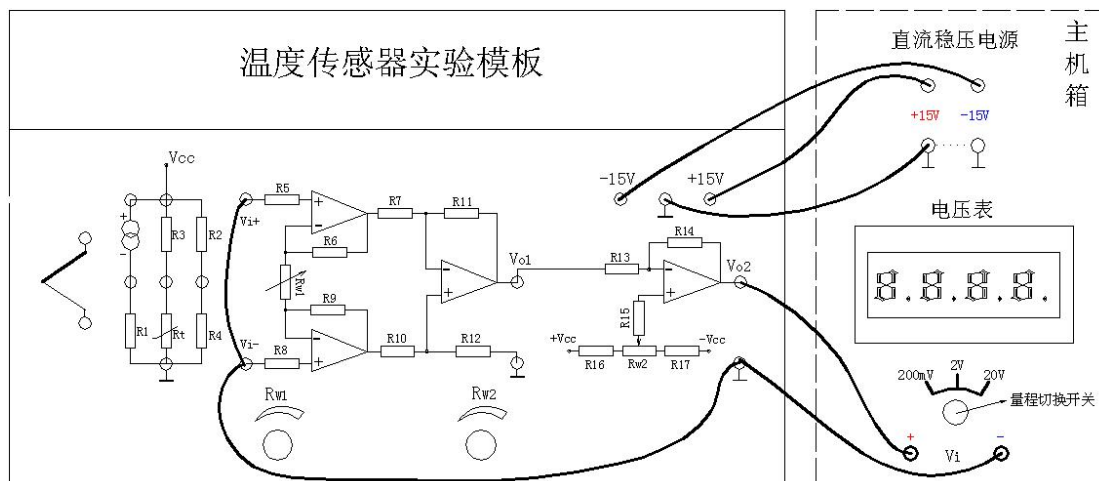 温度传感器实验模板
主机箱
直流稳压电源
+15V
-15V
Vcc
-15V
+15V
R5
R7
R11
R14
Vi+
R3
R2
+
-
R6
Rw1
R9
Vo1
R13
Vo2
R15
电压表
8.8.8.8.
R1
Rt
R4
Vi-
R8
R10
R12
+Vcc
-Vcc
R16
Rw2
R17
200mV
2V
20V
量程切换开关
Rw1
Rw2
+
Vi
-